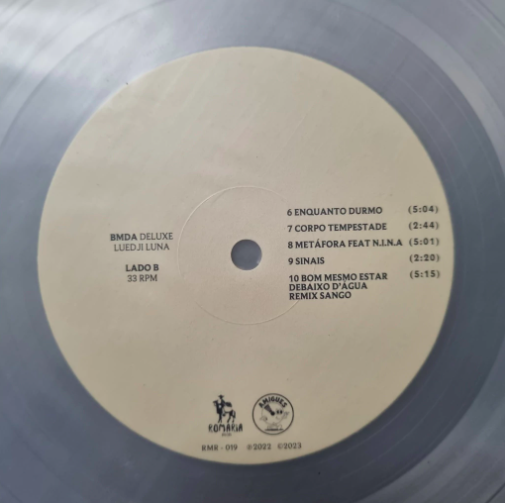 BMDA DELUXE
LUEDJI LUNA
LADO B
33 RPM
6 ENQUANTO DURMO (5:04)
7 CORPO TEMPESTADE (2:44)
8 METÁFORA FEAT N.I.N.A (5:01)
9 SINAIS (2:20)
10 BOM MESMO ESTAR (5:15)
DEBAIXO D'ÁGUA
REMIX SANGO
ROMARIA
AMIGUES
RMR - 019 ℗2022 ©2023